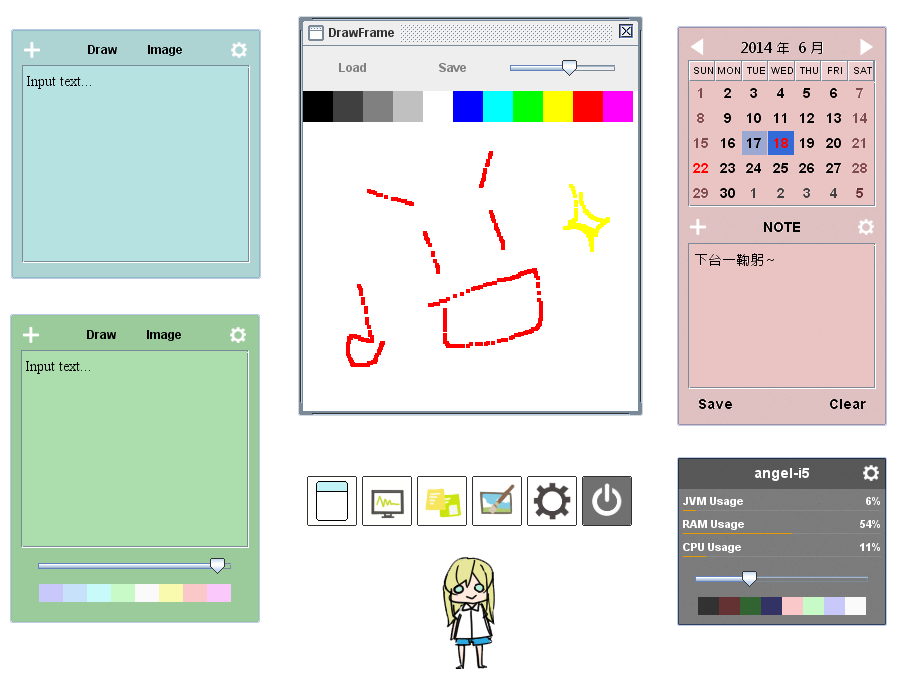 Draw Image
Input text...
Draw Image
Input text...
DrawFrame
Load Save
2014 年 6 月
SUN MON TUE WED THU FRI SAT
1 2 3 4 5 6 7
8 9 10 11 12 13 14
15 16 17 18 19 20 21
22 23 24 25 26 27 28
29 30 1 2 3 4 5
NOTE
下台一鞠躬~
Save Clear
angel-i5
JVM Usage 6%
RAM Usage 54%
CPU Usage 11%